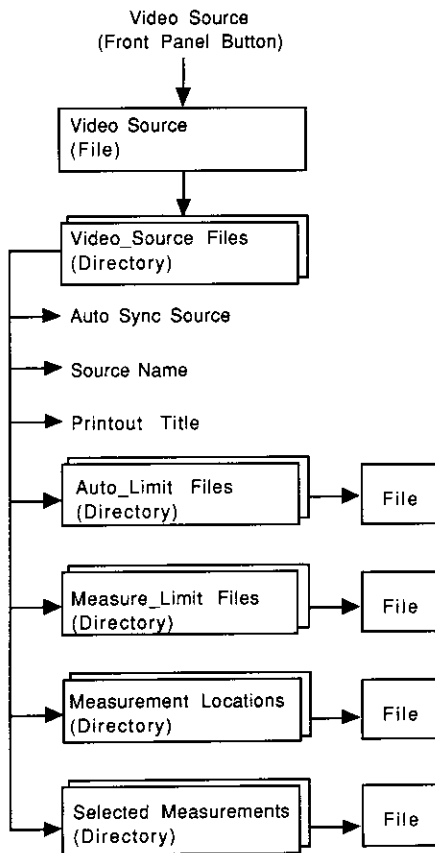 Video Source
(Front Panel Button)
Video Source
(File)
Video_Source Files
(Directory)
Auto Sync Source
Source Name
Printout Title
Auto_Limit Files
(Directory)
File
Measure_Limit Files
(Directory)
File
Measurement Locations
(Directory)
File
Selected Measurements
(Directory)
File